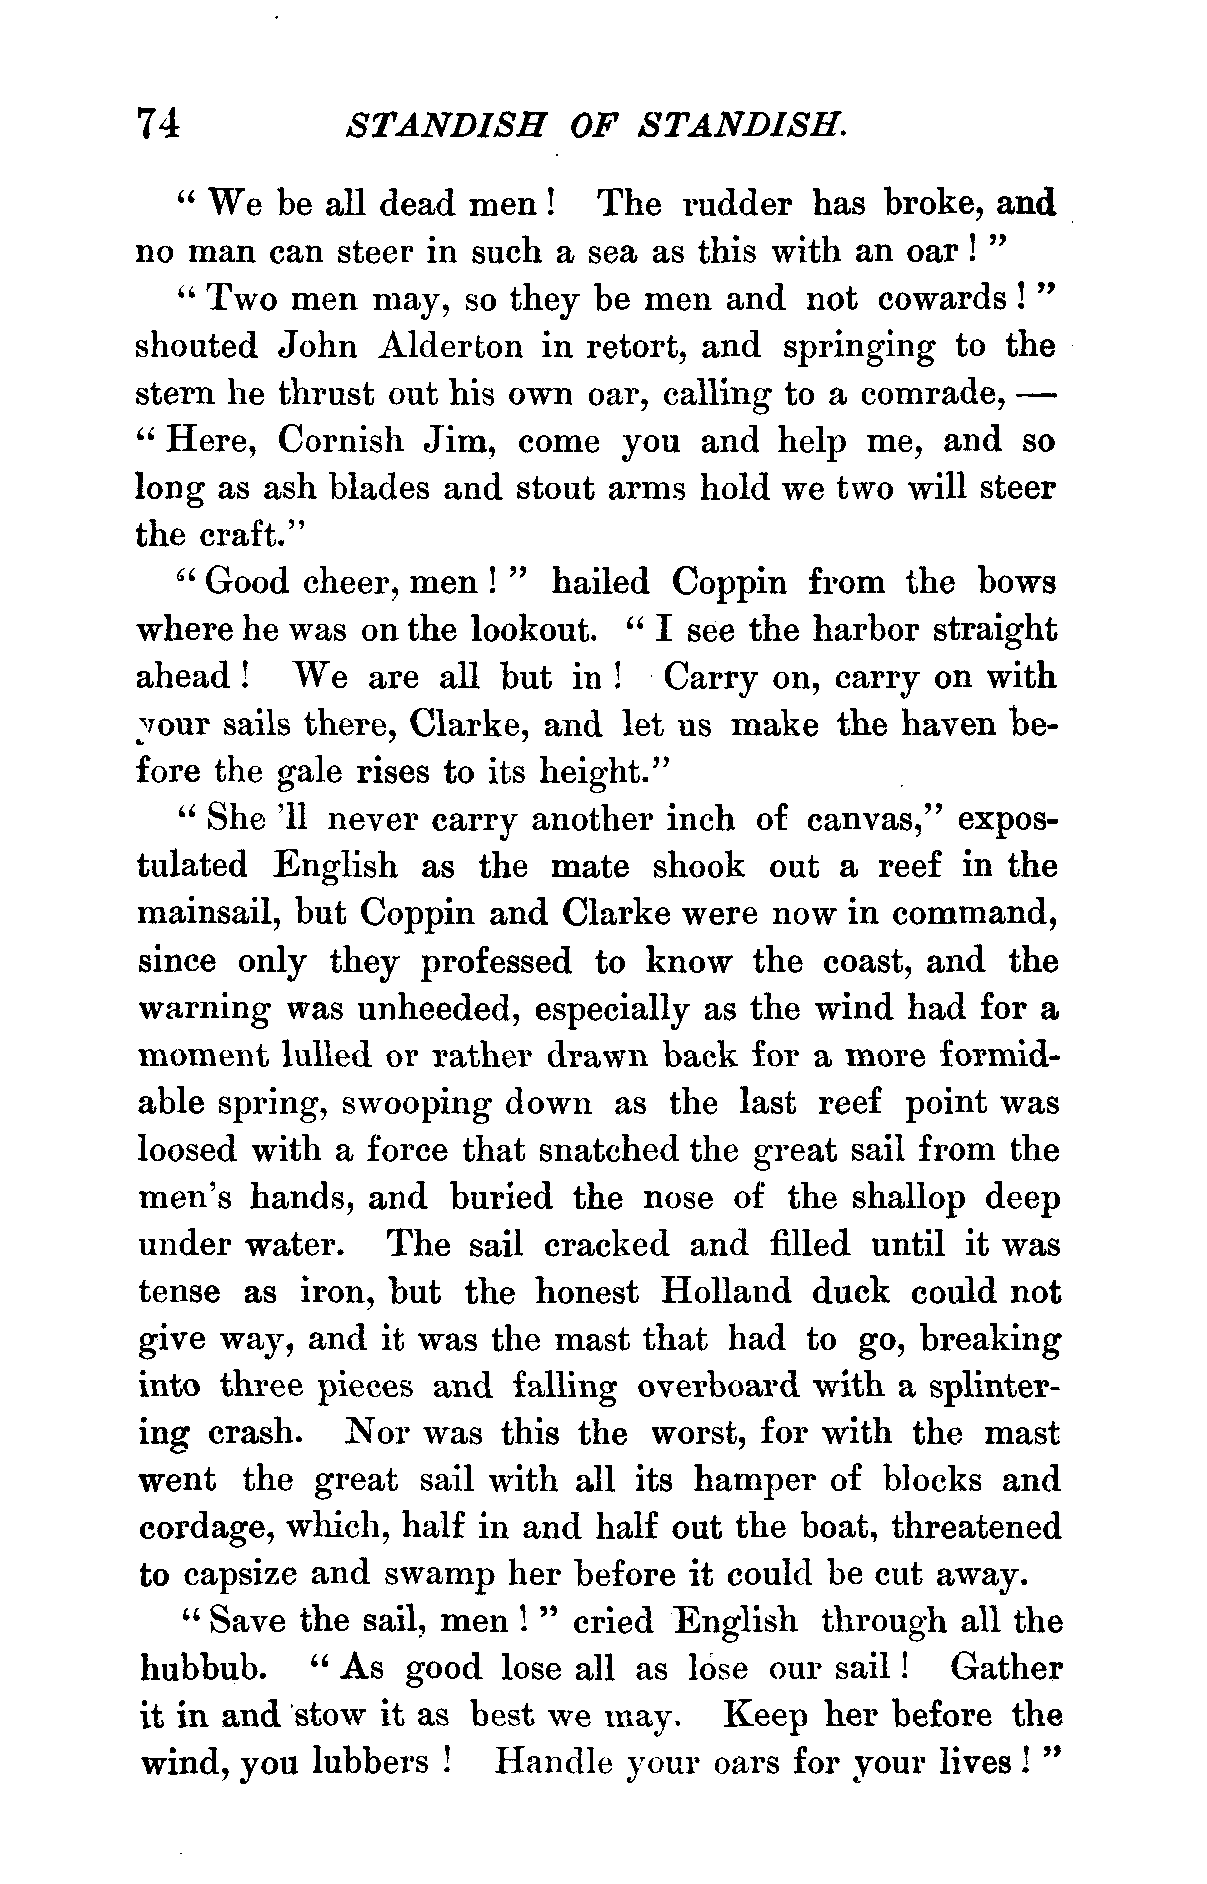 74 STANDISH OF STANDISH.
“ We be all dead men ! The rudder has broke, and
no man can steer in such a sea as this with an oar ! ”
“ Two men may, so they be men and not cowards ! ”
shouted John Alderton in retort, and springing to the
stern he thrust out his own oar, calling to a comrade, —
“ Here, Cornish Jim, come you and help me, and so
long as ash blades and stout arms hold we two will steer
the craft.”
“ Good cheer, men ! ” hailed Coppin from the bows
where he was on the lookout. “ I see the harbor straight
ahead ! We are all but in ! Carry on, carry on with
your sails there, Clarke, and let us make the haven be-
fore the gale rises to its height.”
“ She ’ll never carry another inch of canvas,” expos-
tulated English as the mate shook out a reef in the
mainsail, but Coppin and Clarke were now in command,
since only they professed to know the coast, and the
warning was unheeded, especially as the wind had for a
moment lulled or rather drawn back for a more formid-
able spring, swooping down as the last reef point was
loosed with a force that snatched the great sail from the
men’s hands, and buried the nose of the shallop deep
under water. The sail cracked and filled until it was
tense as iron, but the honest Holland duck could not
give way, and it was the mast that had to go, breaking
into three pieces and falling overboard with a splinter-
ing crash. Nor was this the worst, for with the mast
went the great sail with all its hamper of blocks and
cordage, which, half in and half out the boat, threatened
to capsize and swamp her before it could be cut away.
“ Save the sail, men ! ” cried English through all the
hubbub. “ As good lose all as lose our sail ! Gather
it in and stow it as best we may. Keep her before the
wind, you lubbers ! Handle your oars for your lives ! ”